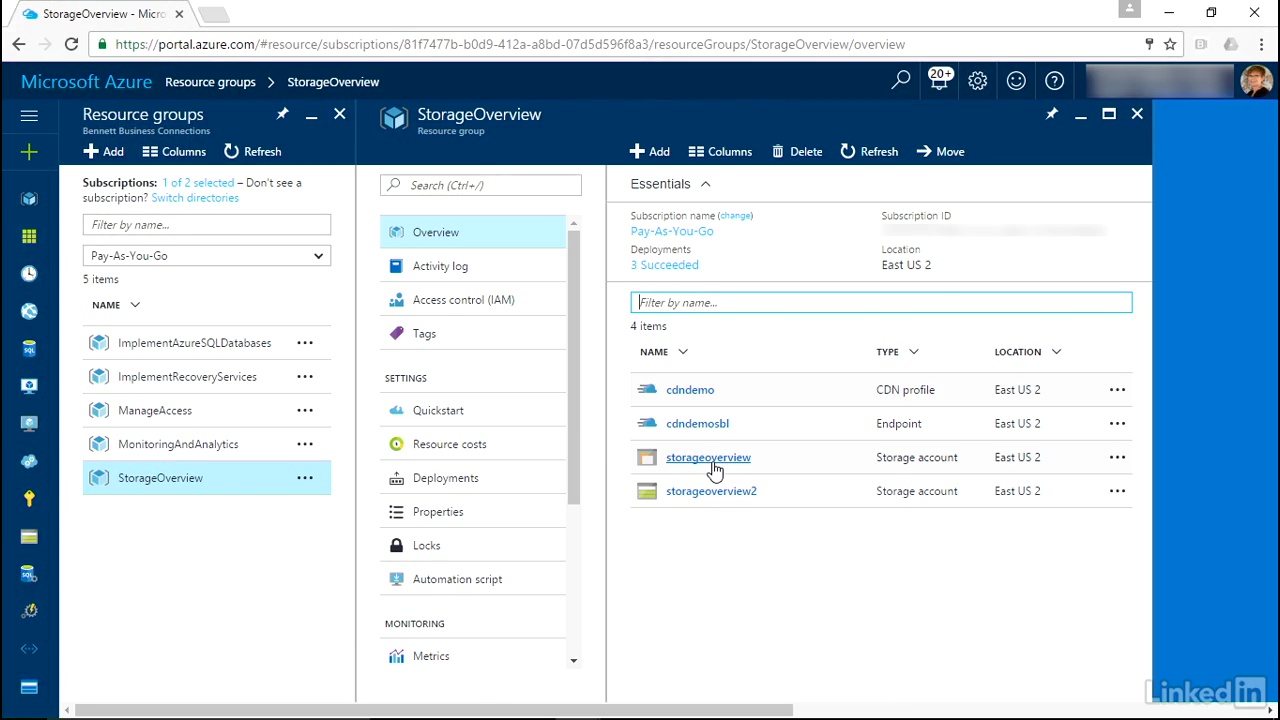 StorageOverview - Micro
https://portal.azure.com/#resource/subscriptions/81f7477b-b0d9-412a-a8bd-07d5d596f8a3/resourceGroups/StorageOverview/overview
Microsoft Azure Resource groups > StorageOverview
20+
Resource groups
Bennett Business Connections
Add Columns Refresh
Subscriptions: 1 of 2 selected – Don't see a
subscription? Switch directories
Filter by name...
Pay-As-You-Go
5 items
NAME
ImplementAzureSQLDatabases
ImplementRecoveryServices
ManageAccess
MonitoringAndAnalytics
StorageOverview
StorageOverview
Resource group
Search (Ctrl+/)
Overview
Activity log
Access control (IAM)
Tags
SETTINGS
Quickstart
Resource costs
Deployments
Properties
Locks
Automation script
MONITORING
Metrics
Add Columns Delete Refresh Move
Essentials
Subscription name (change)
Pay-As-You-Go
Deployments
3 Succeeded
Subscription ID
Location
East US 2
Filter by name...
4 items
NAME TYPE LOCATION
cdndemo CDN profile East US 2
cdndemosbl Endpoint East US 2
storageoverview Storage account East US 2
storageoverview2 Storage account East US 2
LinkedIn